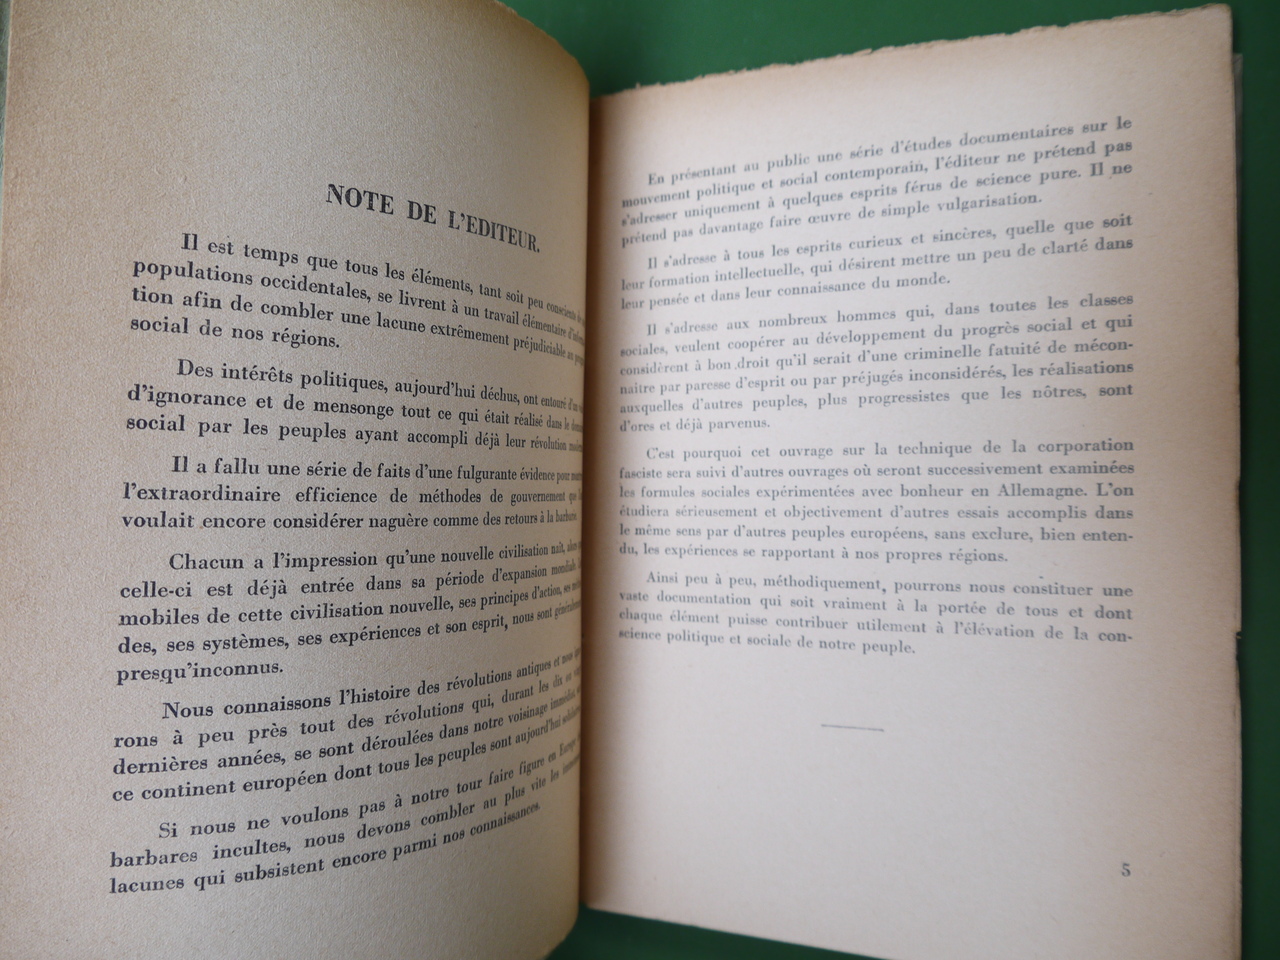 NOTE DE L'EDITEUR.
Il est temps que tous les éléments, tant soit peu conscients
populations occidentales, se livrent à un travail élémentaire
tion afin de combler une lacune extrêmement préjudiciable au
social de nos régions.
Des intérêts politiques, aujourd'hui déchus, ont entouré d'un
d'ignorance et de mensonge tout ce qui était réalisé dans le
social par les peuples ayant accompli déjà leur révolution
Il a fallu une série de faits d'une fulgurante évidence pour
l'extraordinaire efficience de méthodes de gouvernement que
voulait encore considérer naguère comme des retours à la barbarie.
Chacun a l'impression qu'une nouvelle civilisation naît,
celle-ci est déjà entrée dans sa période d'expansion mondiale.
mobiles de cette civilisation nouvelle, ses principes d'action, ses
des, ses systèmes, ses expériences et son esprit, nous sont généralement
presqu'inconnus.
Nous connaissons l'histoire des révolutions antiques et nous
rons à peu près tout des révolutions qui, durant les dix ou
dernières années, se sont déroulées dans notre voisinage immédiat,
ce continent européen dont tous les peuples sont aujourd'hui
Si nous ne voulons pas à notre tour faire figure en Europe
barbares incultes, nous devons combler au plus vite les
lacunes qui subsistent encore parmi nos connaissances.
En présentant au public une série d'études documentaires sur le
mouvement politique et social contemporain, l'éditeur ne prétend pas
s'adresser uniquement à quelques esprits férus de science pure. Il ne
prétend pas davantage faire œuvre de simple vulgarisation.
Il s'adresse à tous les esprits curieux et sincères, quelle que soit
leur formation intellectuelle, qui désirent mettre un peu de clarté dans
leur pensée et dans leur connaissance du monde.
Il s'adresse aux nombreux hommes qui, dans toutes les classes
sociales, veulent coopérer au développement du progrès social et qui
considèrent à bon droit qu'il serait d'une criminelle fatuité de mécon-
naitre par paresse d'esprit ou par préjugés inconsidérés, les réalisations
auxquelles d'autres peuples, plus progressistes que les nôtres, sont
d'ores et déjà parvenus.
C'est pourquoi cet ouvrage sur la technique de la corporation
fasciste sera suivi d'autres ouvrages où seront successivement examinées
les formules sociales expérimentées avec bonheur en Allemagne. L'on
étudiera sérieusement et objectivement d'autres essais accomplis dans
le même sens par d'autres peuples européens, sans exclure, bien enten-
du, les expériences se rapportant à nos propres régions.
Ainsi peu à peu, méthodiquement, pourrons nous constituer une
vaste documentation qui soit vraiment à la portée de tous et dont
chaque élément puisse contribuer utilement à l'élévation de la con-
science politique et sociale de notre peuple.
5